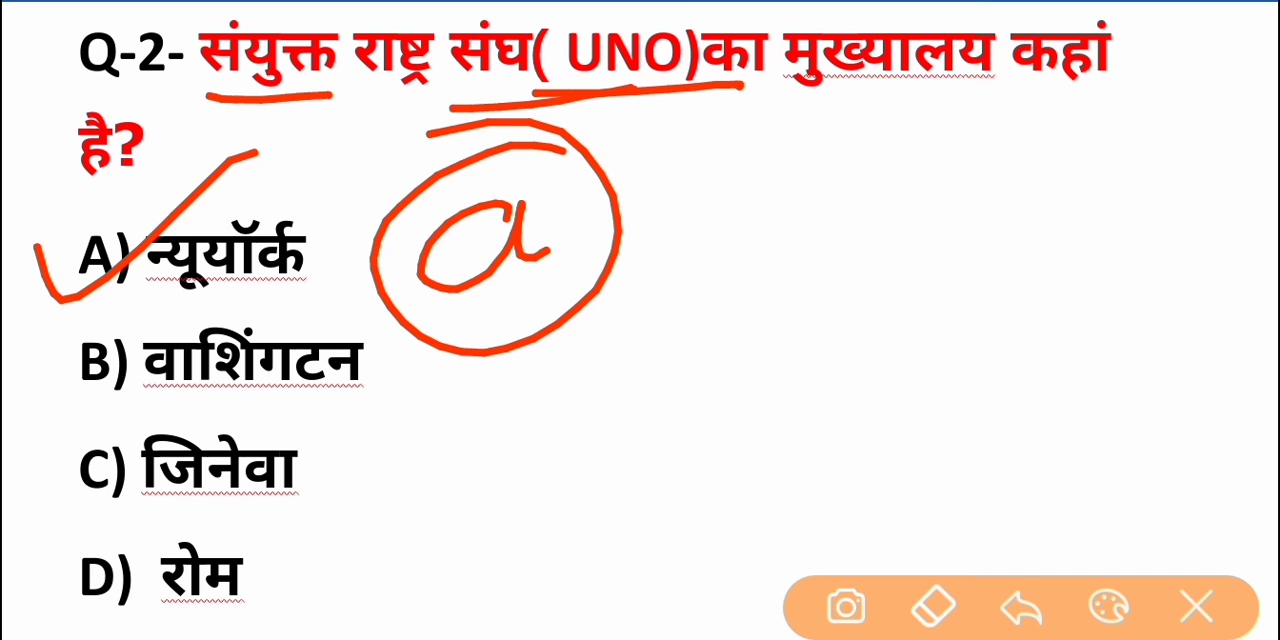 Q-2- संयुक्त राष्ट्र संघ( UNO)का मुख्यालय कहां
है?
A) न्यूयॉर्क
a
B) वाशिंगटन
C) जिनेवा
D) रोम